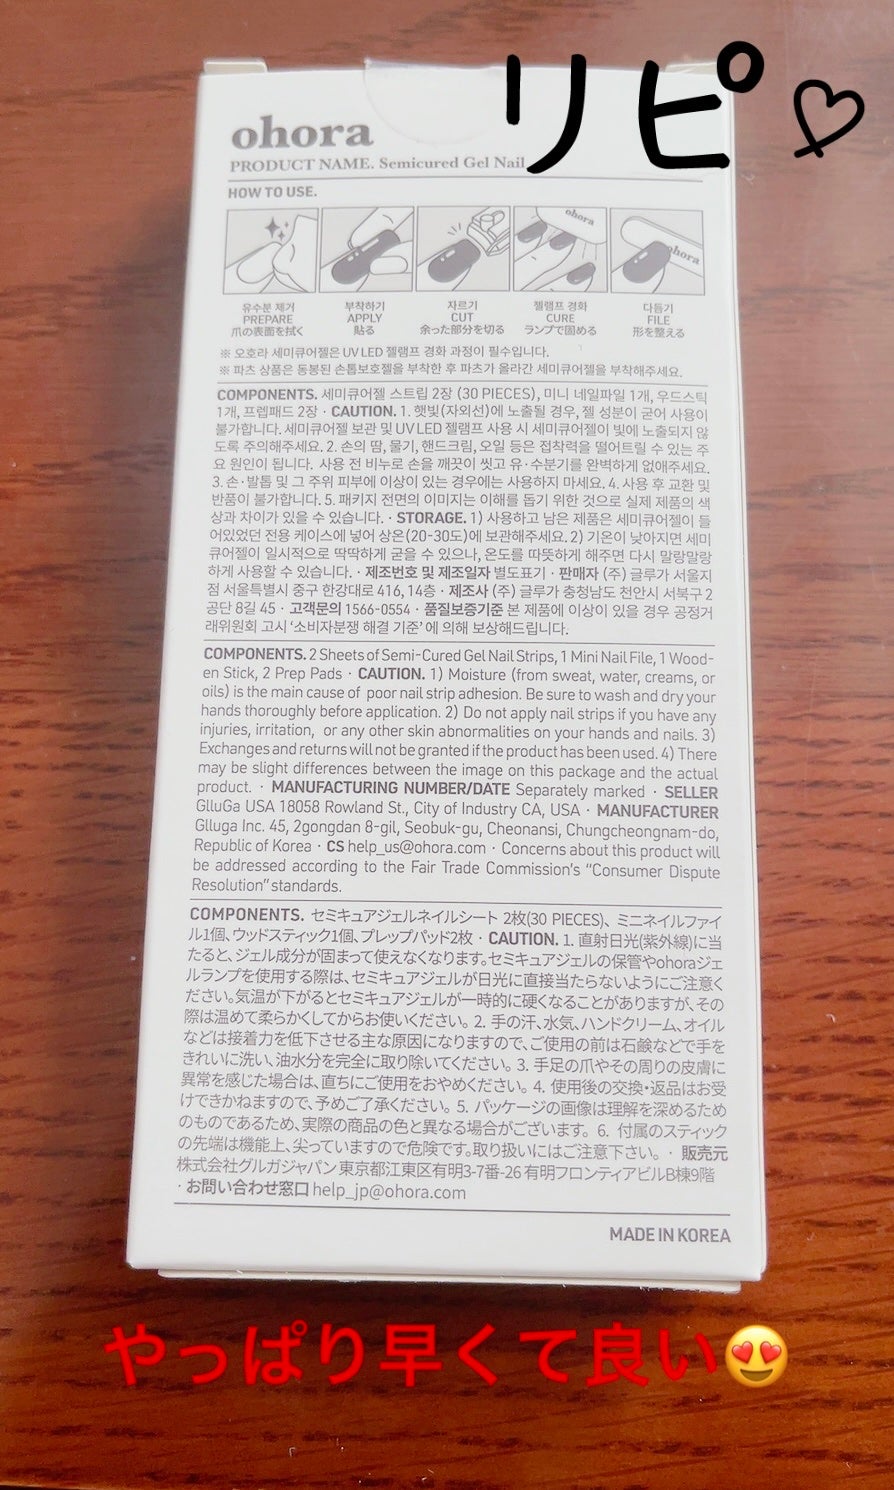 リピ♡
ohora
PRODUCT NAME. Semicured Gel Nail
HOW TO USE.
ohora
ohora
유수분 제거 부착하기 자르기 젤램프 경화 다듬기
PREPARE APPLY CUT CURE FILE
爪の表面を拭く 貼る 余った部分を切る ランプで固める 形を整える
※ 오호라 세미큐어젤은 UV LED 젤램프 경화 과정이 필수입니다.
※ 파츠 상품은 동봉된 손톱보호젤을 부착한 후 파츠가 올라간 세미큐어젤을 부착해주세요.
COMPONENTS. 세미큐어젤 스트립 2장 (30 PIECES), 미니 네일파일 1개, 우드스틱
1개, 프렙패드 2장 · CAUTION. 1. 햇빛(자외선)에 노출될 경우, 젤 성분이 굳어 사용이
불가합니다. 세미큐어젤 보관 및 UV LED 젤램프 사용 시 세미큐어젤이 빛에 노출되지 않
도록 주의해주세요. 2. 손의 땀, 물기, 핸드크림, 오일 등은 접착력을 떨어트릴 수 있는 주
요 원인이 됩니다. 사용 전 비누로 손을 깨끗이 씻고 유·수분기를 완벽하게 없애주세요.
3. 손·발톱 및 그 주위 피부에 이상이 있는 경우에는 사용하지 마세요. 4. 사용 후 교환 및
반품이 불가합니다. 5. 패키지 전면의 이미지는 이해를 돕기 위한 것으로 실제 제품의 색
상과 차이가 있을 수 있습니다. · STORAGE. 1) 사용하고 남은 제품은 세미큐어젤이 들
어있었던 전용 케이스에 넣어 상온(20-30도)에 보관해주세요. 2) 기온이 낮아지면 세미
큐어젤이 일시적으로 딱딱하게 굳을 수 있으나, 온도를 따뜻하게 해주면 다시 말랑말랑
하게 사용할 수 있습니다. · 제조번호 및 제조일자 별도표기 · 판매자 (주) 글루가 서울지
점 서울특별시 중구 한강대로 416, 14층 · 제조사 (주) 글루가 충청남도 천안시 서북구 2
공단 8길 45 · 고객문의 1566-0554 · 품질보증기준 본 제품에 이상이 있을 경우 공정거
래위원회 고시 '소비자분쟁 해결 기준'에 의해 보상해드립니다.
COMPONENTS. 2 Sheets of Semi-Cured Gel Nail Strips, 1 Mini Nail File, 1 Wood-
en Stick, 2 Prep Pads · CAUTION. 1) Moisture (from sweat, water, creams, or
oils) is the main cause of poor nail strip adhesion. Be sure to wash and dry your
hands thoroughly before application. 2) Do not apply nail strips if you have any
injuries, irritation, or any other skin abnormalities on your hands and nails. 3)
Exchanges and returns will not be granted if the product has been used. 4) There
may be slight differences between the image on this package and the actual
product. · MANUFACTURING NUMBER/DATE Separately marked · SELLER
GlluGa USA 18058 Rowland St., City of Industry CA, USA · MANUFACTURER
Glluga Inc. 45, 2gongdan 8-gil, Seobuk-gu, Cheonansi, Chungcheongnam-do,
Republic of Korea · CS help_us@ohora.com · Concerns about this product will
be addressed according to the Fair Trade Commission's "Consumer Dispute
Resolution" standards.
COMPONENTS. セミキュアジェルネイルシート 2枚(30 PIECES)、ミニネイルファイ
ル1個、ウッドスティック1個、プレップパッド2枚 · CAUTION. 1. 直射日光(紫外線)に当
たると、ジェル成分が固まって使えなくなります。セミキュアジェルの保管やohoraジェ
ルランプを使用する際は、セミキュアジェルが日光に直接当たらないようにご注意く
ださい。気温が下がるとセミキュアジェルが一時的に硬くなることがありますが、その
際は温めて柔らかくしてからお使いください。2. 手の汗、水気、ハンドクリーム、オイル
などは接着力を低下させる主な原因になりますので、ご使用の前は石鹸などで手を
きれいに洗い、油水分を完全に取り除いてください。3. 手足の爪やその周りの皮膚に
異常を感じた場合は、直ちにご使用をおやめください。4. 使用後の交換・返品はお受
けできかねますので、予めご了承ください。5. パッケージの画像は理解を深めるため
のものであるため、実際の商品の色と異なる場合がございます。6. 付属のスティック
の先端は機能上、尖っていますので危険です。取り扱いにはご注意下さい。 · 販売元
株式会社グルガジャパン 東京都江東区有明3-7番-26 有明フロンティアビルB棟9階
· お問い合わせ窓口 help_jp@ohora.com
MADE IN KOREA
やっぱり早くて良い😍